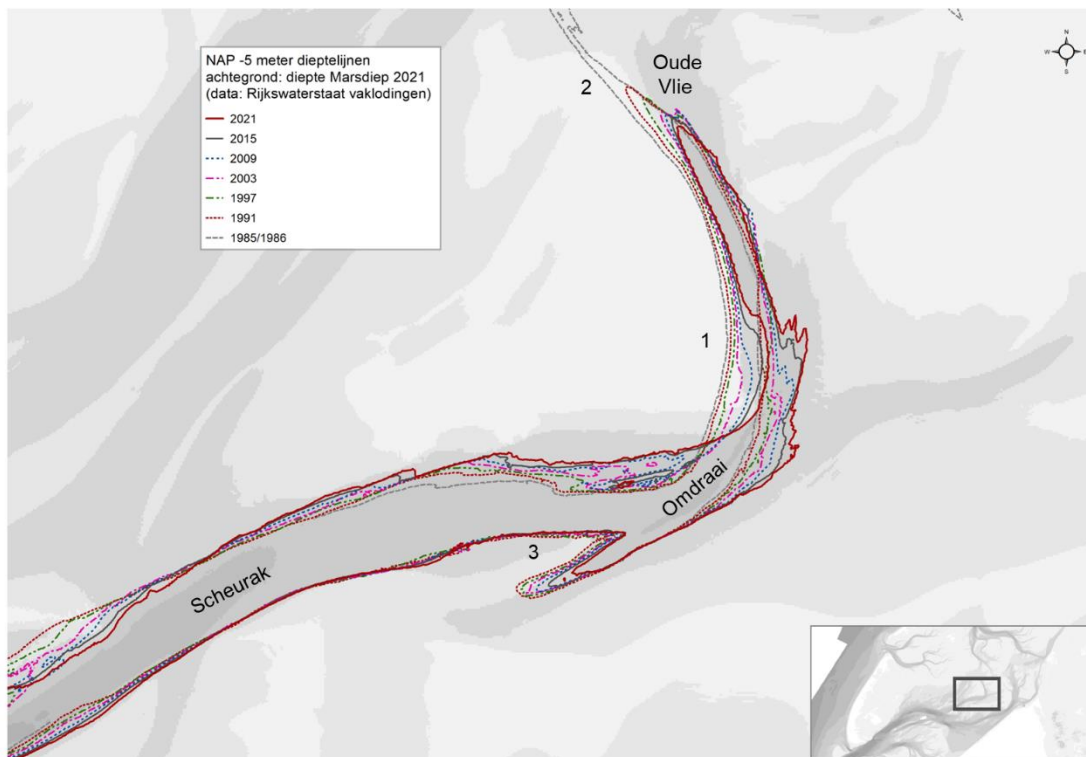 NAP -5 meter dieptelijnen
achtegrond: diepte Marsdiep 2021
(data: Rijkswaterstaat vaklodingen)
2021
2015
2009
2003
1997
1991
1985/1986
Oude
Vlie
2
1
Omdraai
3
Scheurak
N
W
E
S